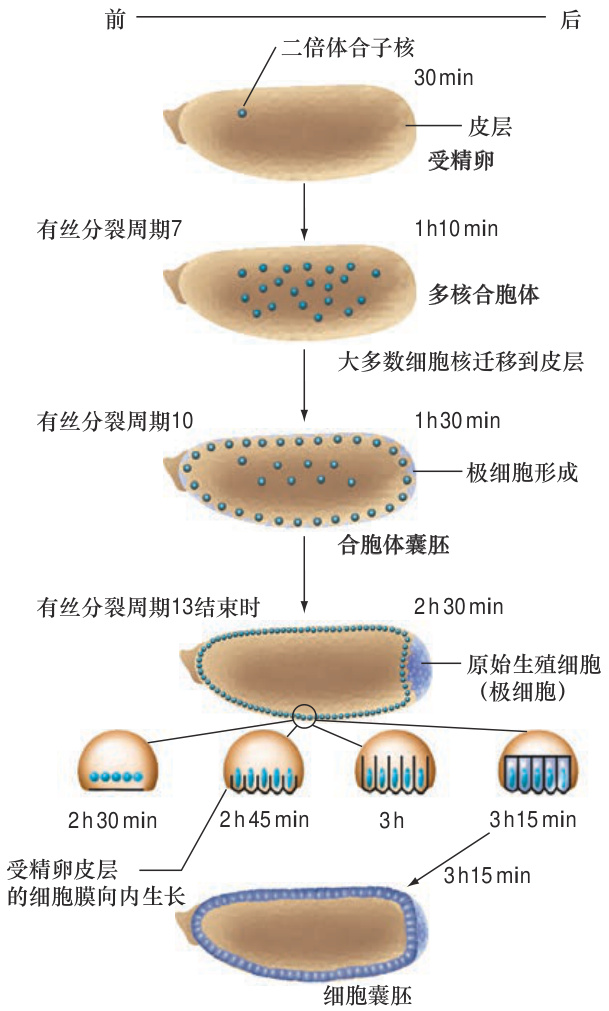 前 后
二倍体合子核
30 min
皮层
受精卵
有丝分裂周期7
1 h10 min
多核合胞体
大多数细胞核迁移到皮层
有丝分裂周期10
1 h30 min
极细胞形成
合胞体囊胚
有丝分裂周期13结束时
2 h 30 min
原始生殖细胞
（极细胞）
2 h 30 min
2 h 45 min
3 h
3 h 15 min
受精卵皮层
的细胞膜向内生长
3 h15 min
细胞囊胚